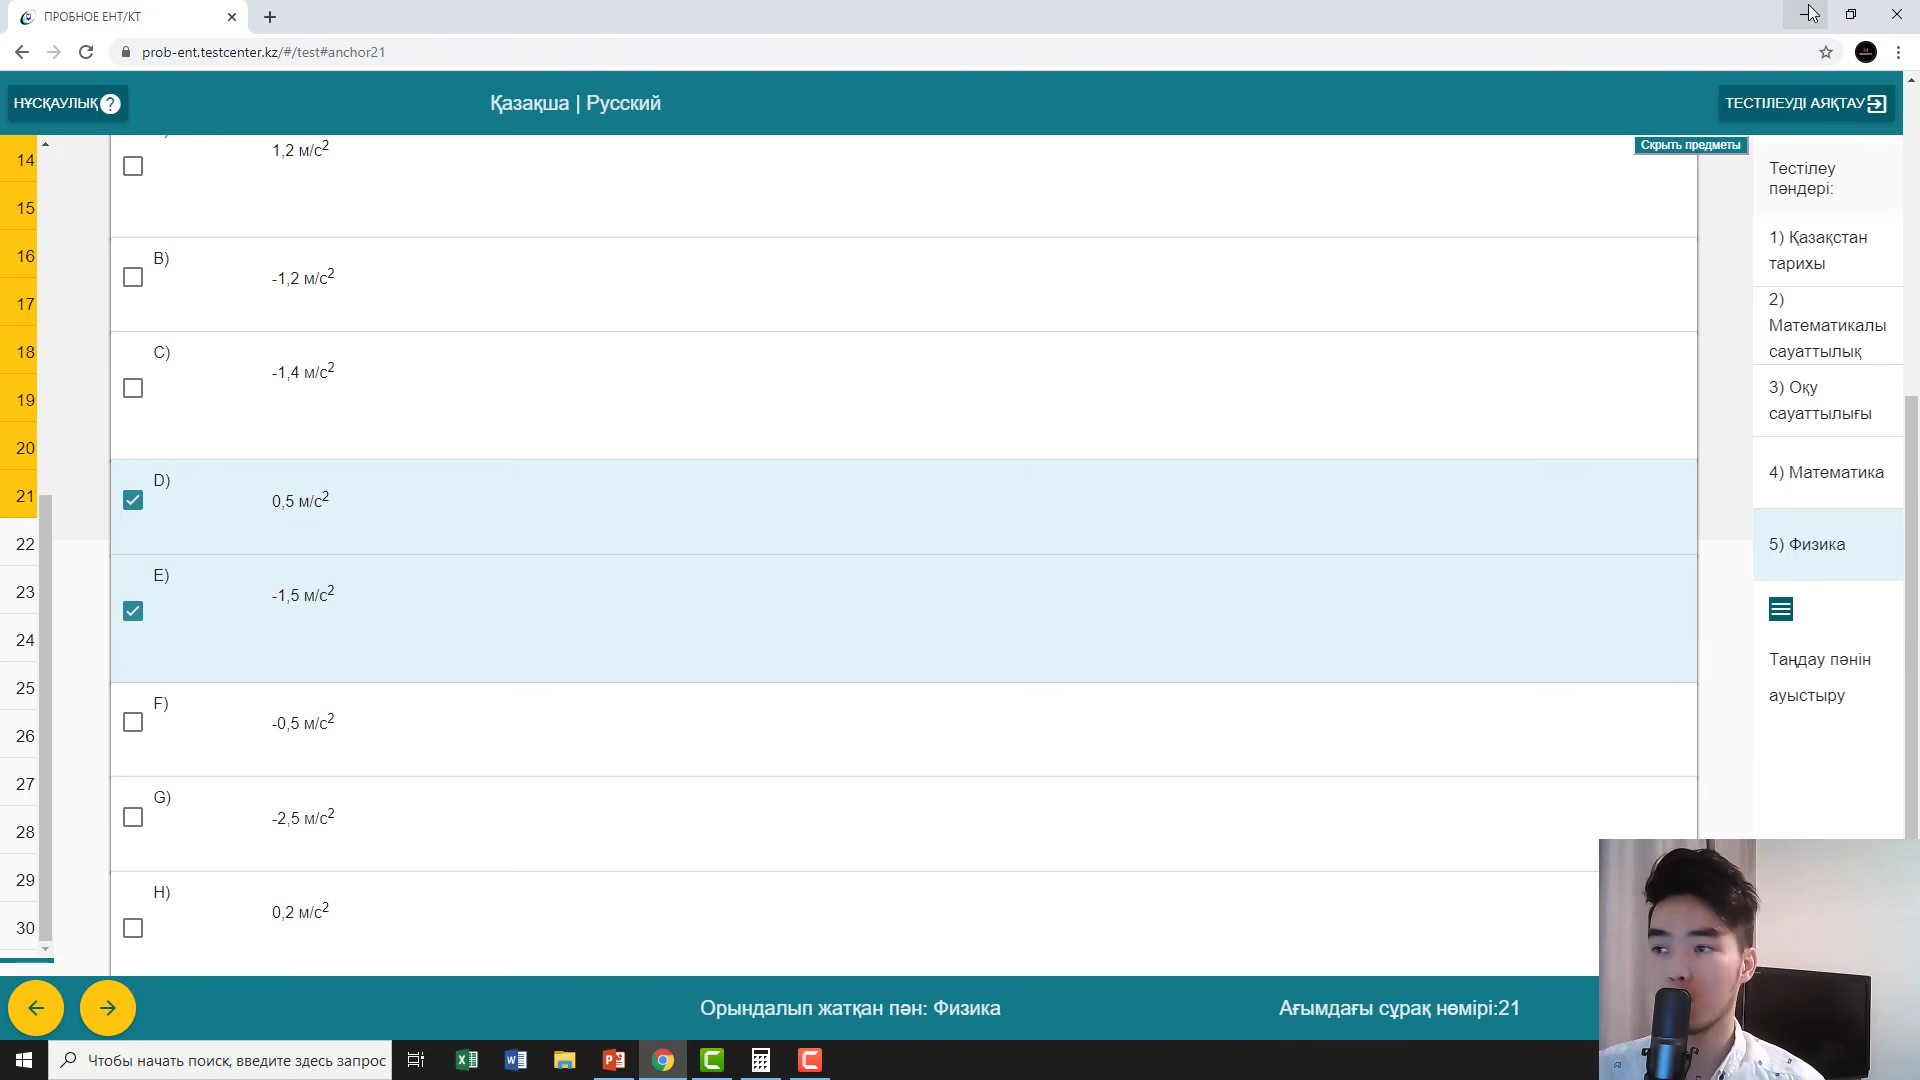 ПРОБНОЕ ЕНТ/КТ
prob-ent.testcenter.kz/#/test#anchor21
НҰСҚАУЛЫҚ ?
Қазақша | Русский
ТЕСТІЛЕУДІ АЯҚТАУ
Скрыть предметы
14
15
16
17
18
19
20
21
22
23
24
25
26
27
28
29
30
1,2 м/с²
B)
-1,2 м/с²
C)
-1,4 м/с²
D)
0,5 м/с²
E)
-1,5 м/с²
F)
-0,5 м/с²
G)
-2,5 м/с²
H)
0,2 м/с²
Тестілеу
пәндері:
1) Қазақстан
тарихы
2)
Математикалы
сауаттылық
3) Оқу
сауаттылығы
4) Математика
5) Физика
Таңдау пәнін
ауыстыру
Орындалып жатқан пән: Физика
Ағымдағы сұрақ нөмірі:21
Чтобы начать поиск, введите здесь запрос